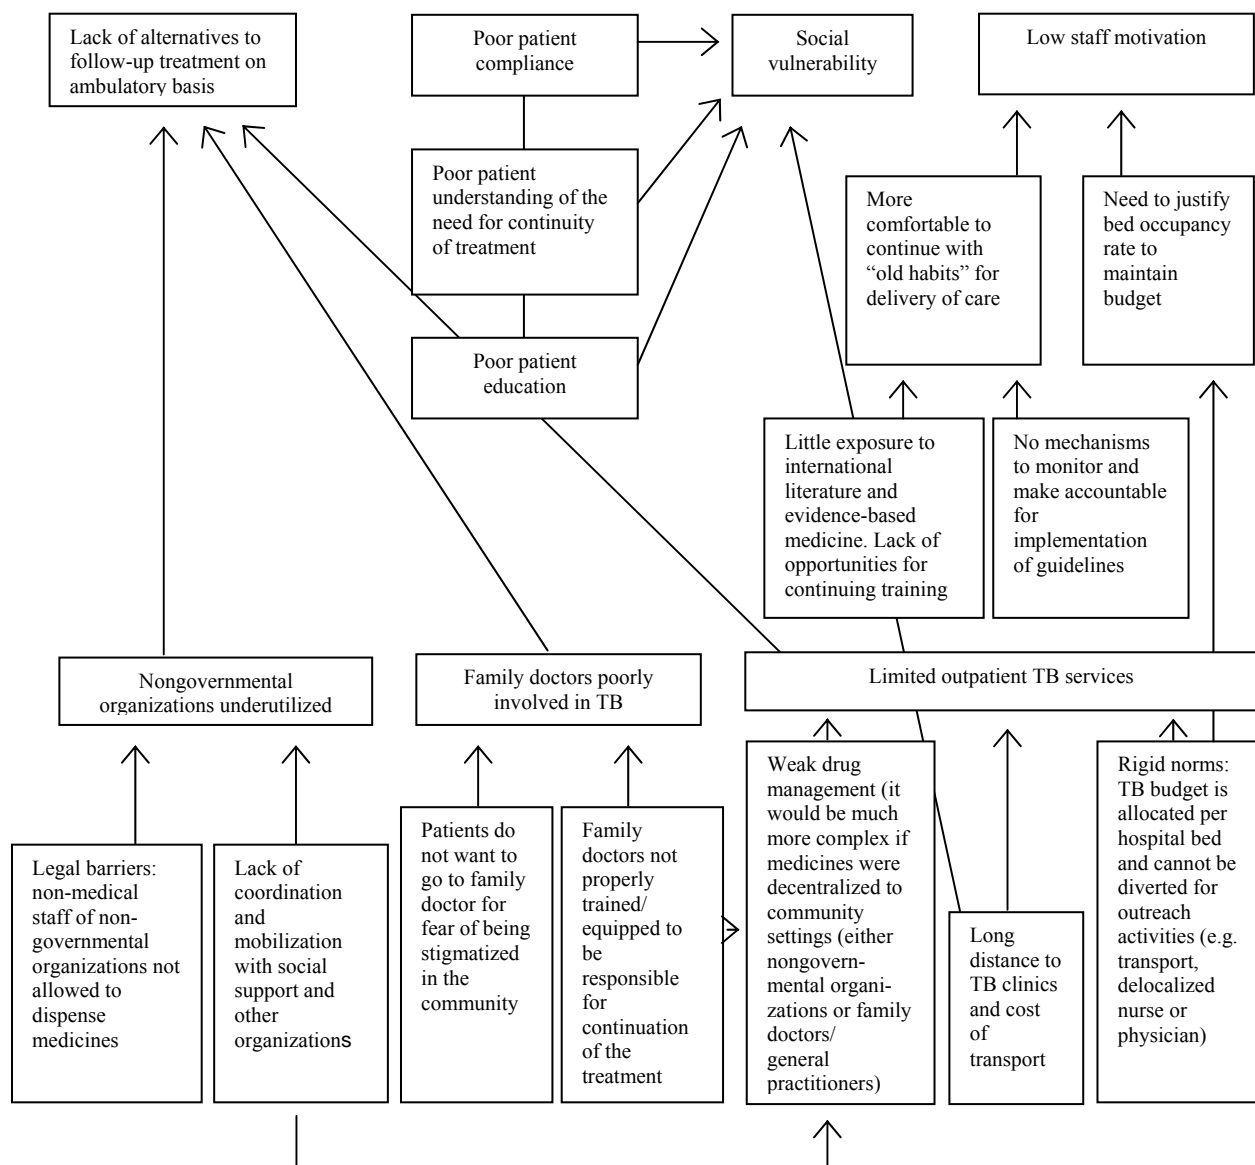 Lack of alternatives to
follow-up treatment on
ambulatory basis
Poor patient
compliance
Social
vulnerability
Low staff motivation
Poor patient
understanding of the
need for continuity
of treatment
More
comfortable to
continue with
“old habits” for
delivery of care
Need to justify
bed occupancy
rate to
maintain
budget
Poor patient
education
Little exposure to
international
literature and
evidence-based
medicine. Lack of
opportunities for
continuing training
No mechanisms
to monitor and
make accountable
for
implementation
of guidelines
Nongovernmental
organizations underutilized
Family doctors poorly
involved in TB
Limited outpatient TB services
Legal barriers:
non-medical
staff of non-
governmental
organizations not
allowed to
dispense
medicines
Lack of
coordination
and
mobilization
with social
support and
other
organizations
Patients do
not want to
go to family
doctor for
fear of being
stigmatized
in the
community
Family
doctors not
properly
trained/
equipped to
be
responsible
for
continuation
of the
treatment
Weak drug
management (it
would be much
more complex if
medicines were
decentralized to
community
settings (either
nongovern-
mental organi-
zations or family
doctors/
general
practitioners)
Long
distance to
TB clinics
and cost
of
transport
Rigid norms:
TB budget is
allocated per
hospital bed
and cannot be
diverted for
outreach
activities (e.g.
transport,
delocalized
nurse or
physician)